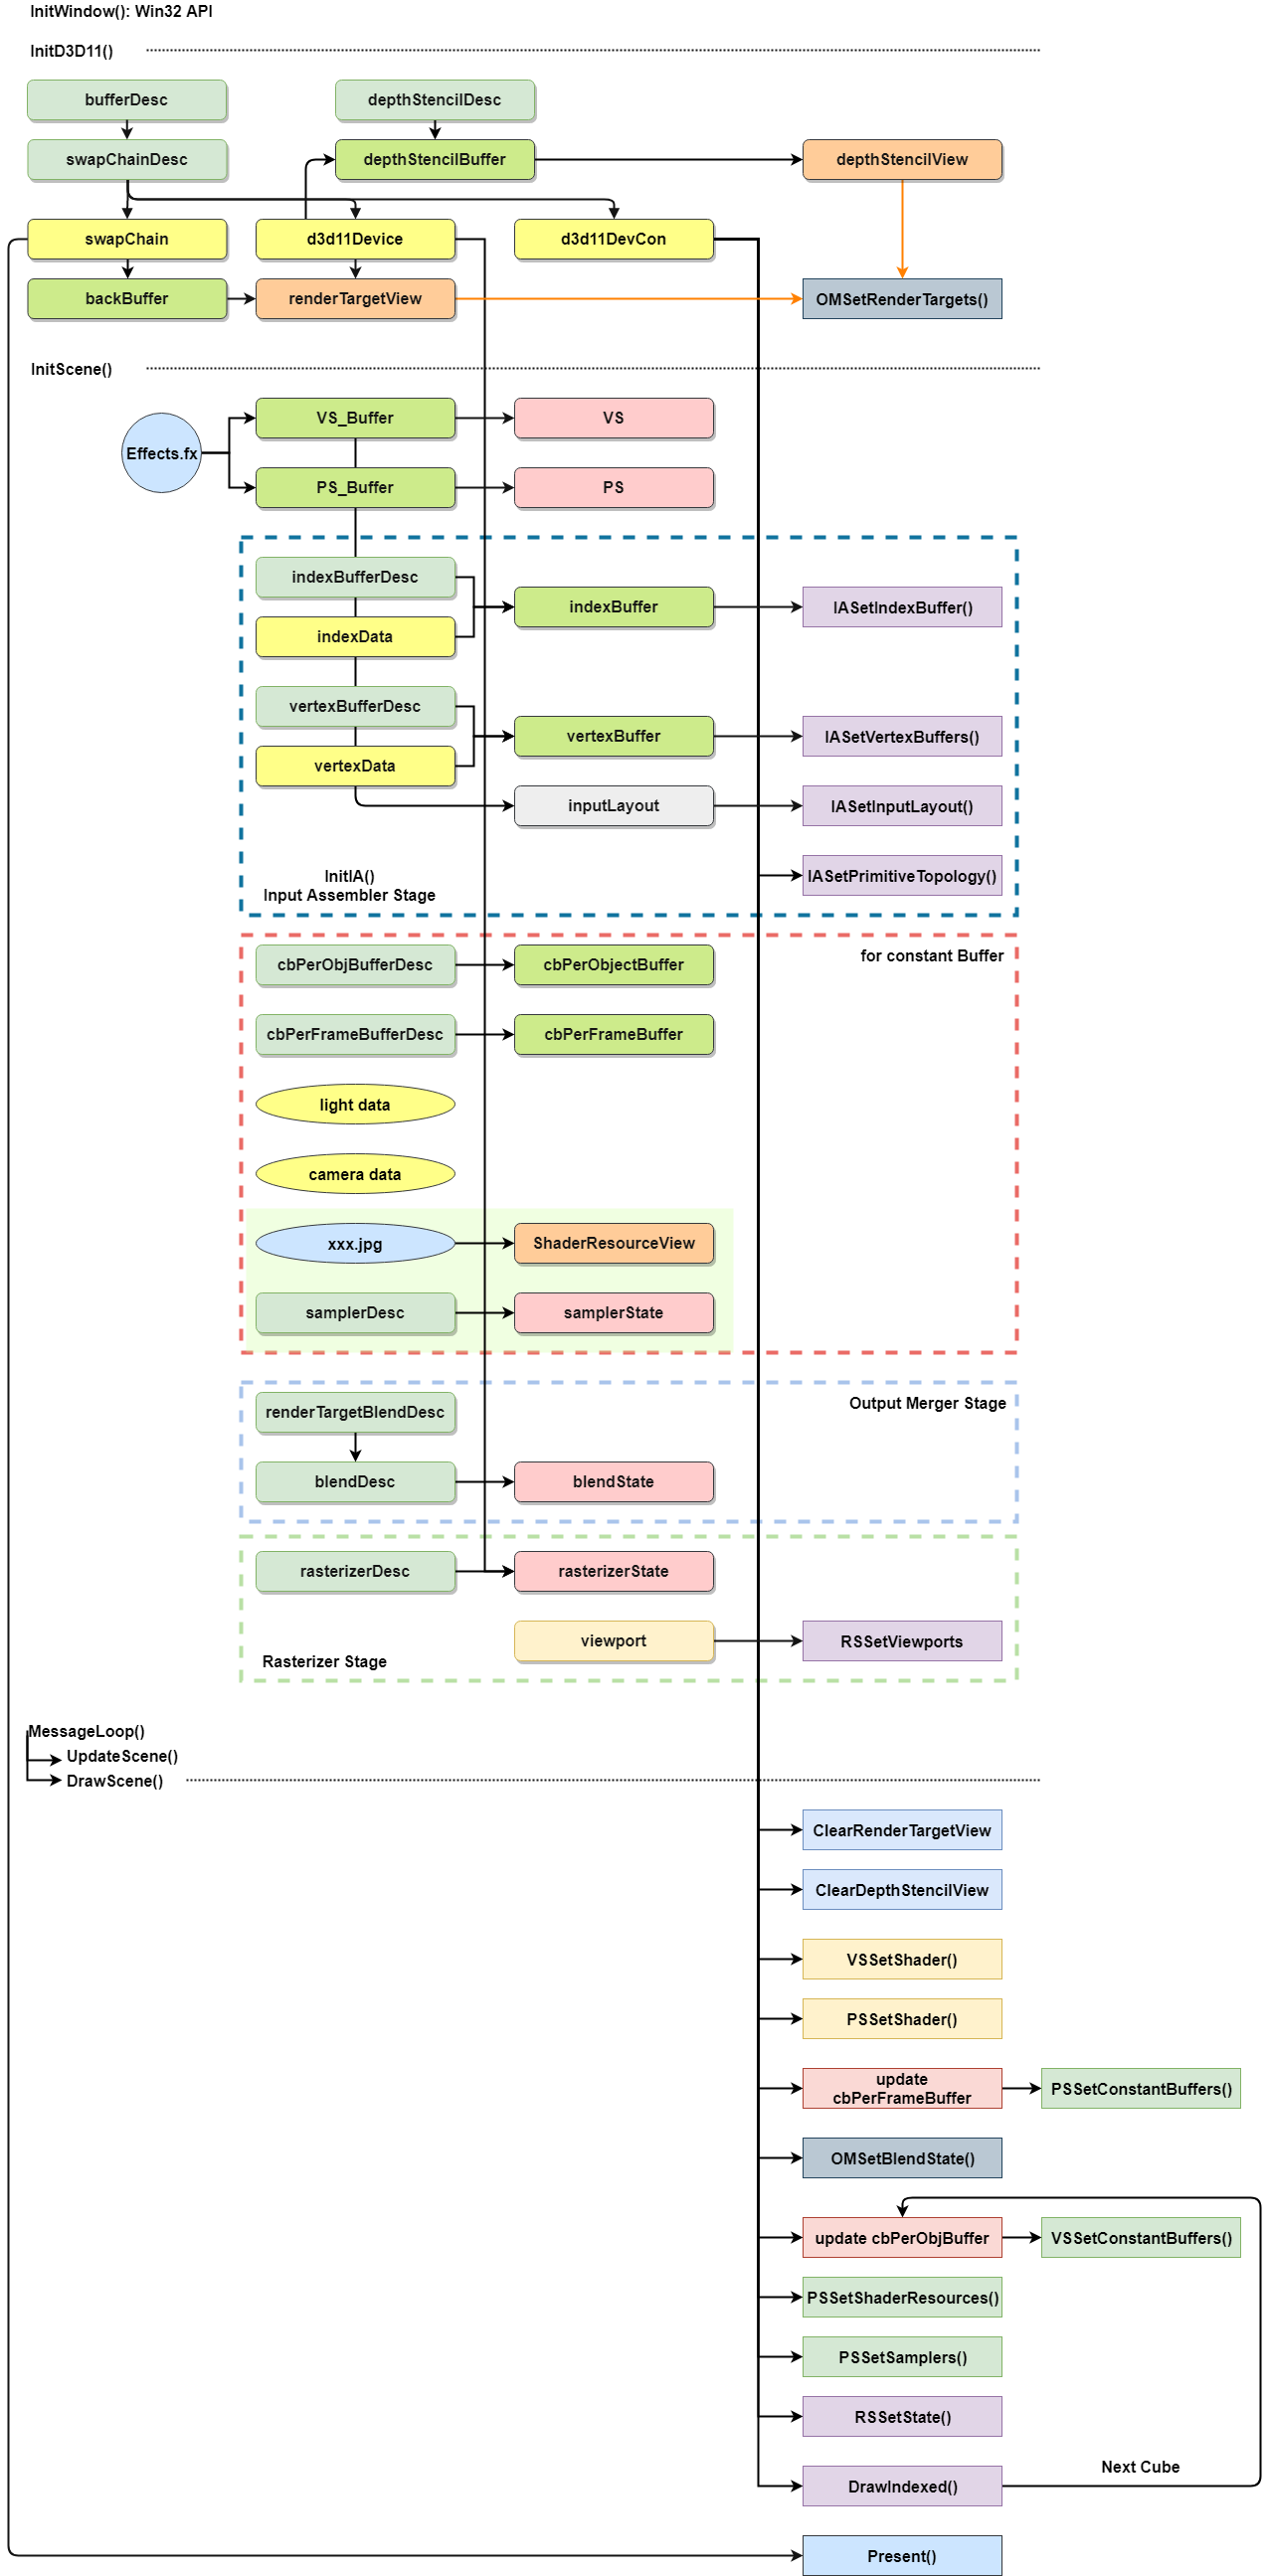 InitWindow(): Win32 API
InitD3D11()
bufferDesc
depthStencilDesc
swapChainDesc
depthStencilBuffer
depthStencilView
swapChain
d3d11Device
d3d11DevCon
backBuffer
renderTargetView
OMSetRenderTargets()
InitScene()
Effects.fx
VS_Buffer
VS
PS_Buffer
PS
indexBufferDesc
indexBuffer
IASetIndexBuffer()
indexData
vertexBufferDesc
vertexBuffer
IASetVertexBuffers()
vertexData
inputLayout
IASetInputLayout()
InitIA()
Input Assembler Stage
IASetPrimitiveTopology()
for constant Buffer
cbPerObjBufferDesc
cbPerObjectBuffer
cbPerFrameBufferDesc
cbPerFrameBuffer
light data
camera data
xxx.jpg
ShaderResourceView
samplerDesc
samplerState
Output Merger Stage
renderTargetBlendDesc
blendDesc
blendState
rasterizerDesc
rasterizerState
viewport
RSSetViewports
Rasterizer Stage
MessageLoop()
UpdateScene()
DrawScene()
ClearRenderTargetView
ClearDepthStencilView
VSSetShader()
PSSetShader()
update
cbPerFrameBuffer
PSSetConstantBuffers()
OMSetBlendState()
update cbPerObjBuffer
VSSetConstantBuffers()
PSSetShaderResources()
PSSetSamplers()
RSSetState()
Next Cube
DrawIndexed()
Present()